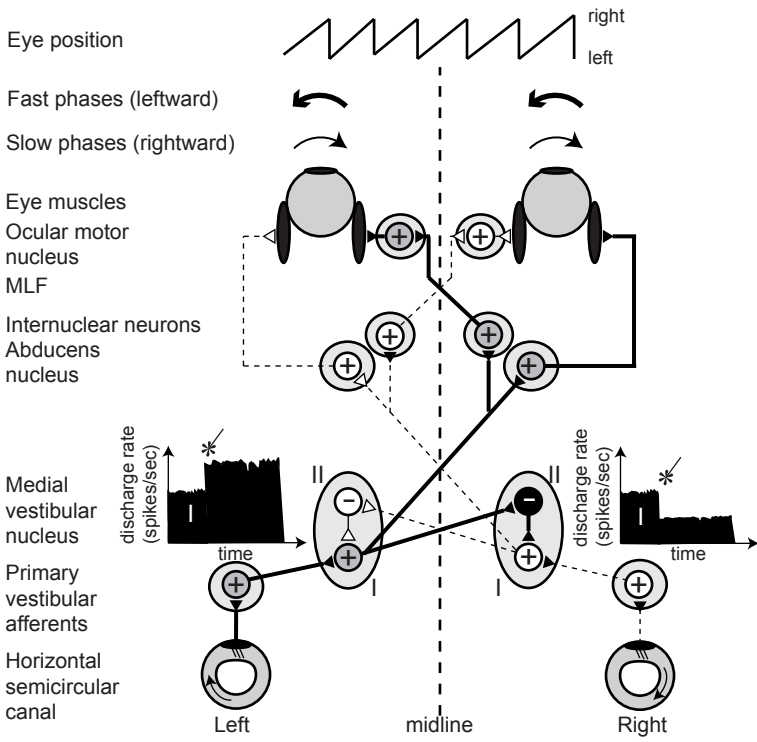 right
Eye position
left
Fast phases (leftward)
Slow phases (rightward)
Eye muscles
Ocular motor
nucleus
MLF
Internuclear neurons
Abducens
nucleus
discharge rate
(spikes/sec)
*
I
time
II
-
+
I
II
-
+
I
discharge rate
(spikes/sec)
*
I
time
Medial
vestibular
nucleus
Primary
vestibular
afferents
Horizontal
semicircular
canal
Left
midline
Right